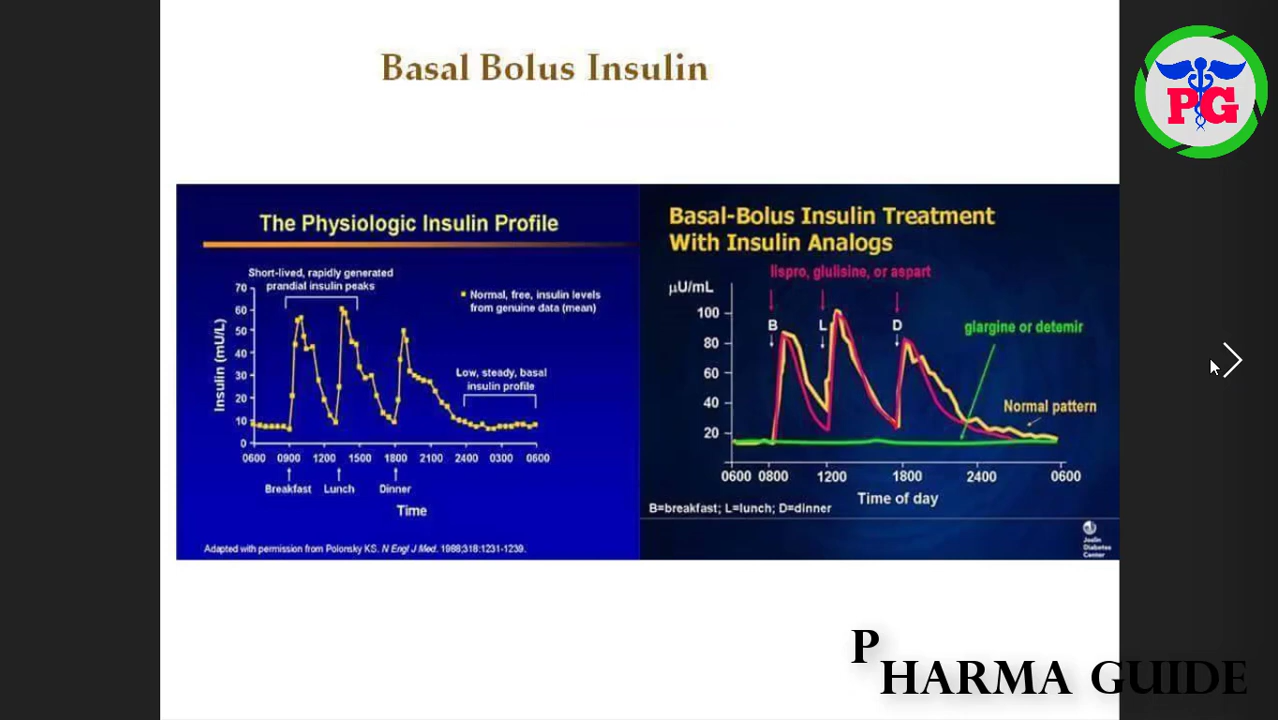 Basal Bolus Insulin
PG
The Physiologic Insulin Profile
Short-lived, rapidly generated
prandial insulin peaks
Normal, free, insulin levels
from genuine data (mean)
Low, steady, basal
insulin profile
Insulin (mU/L)
70
60
50
40
30
20
10
0
0600 0900 1200 1500 1800 2100 2400 0300 0600
Breakfast Lunch Dinner
Time
Adapted with permission from Polonsky KS. N Engl J Med. 1988;318:1231-1239.
Basal-Bolus Insulin Treatment
With Insulin Analogs
lispro, glulisine, or aspart
μU/mL
100
80
60
40
20
B L D
glargine or detemir
Normal pattern
0600 0800 1200 1800 2400 0600
Time of day
B=breakfast; L=lunch; D=dinner
Joslin
Diabetes
Center
PHARMA GUIDE